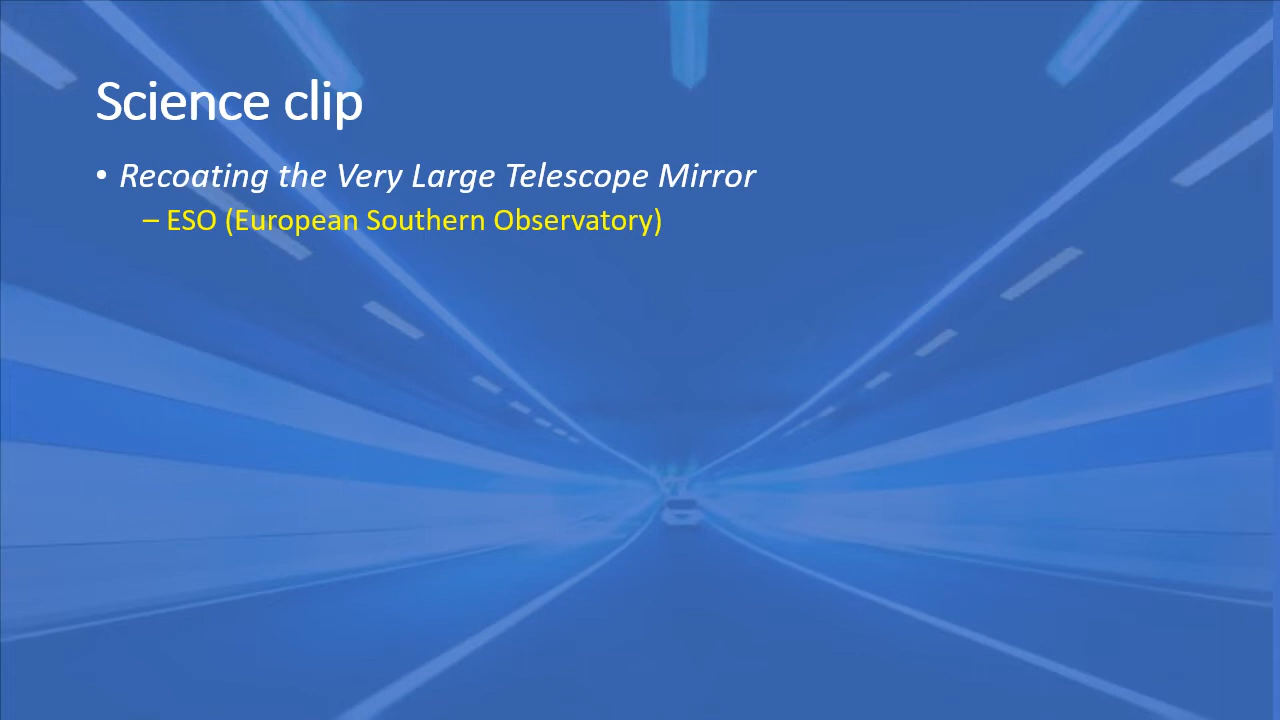 Science clip
• Recoating the Very Large Telescope Mirror
– ESO (European Southern Observatory)